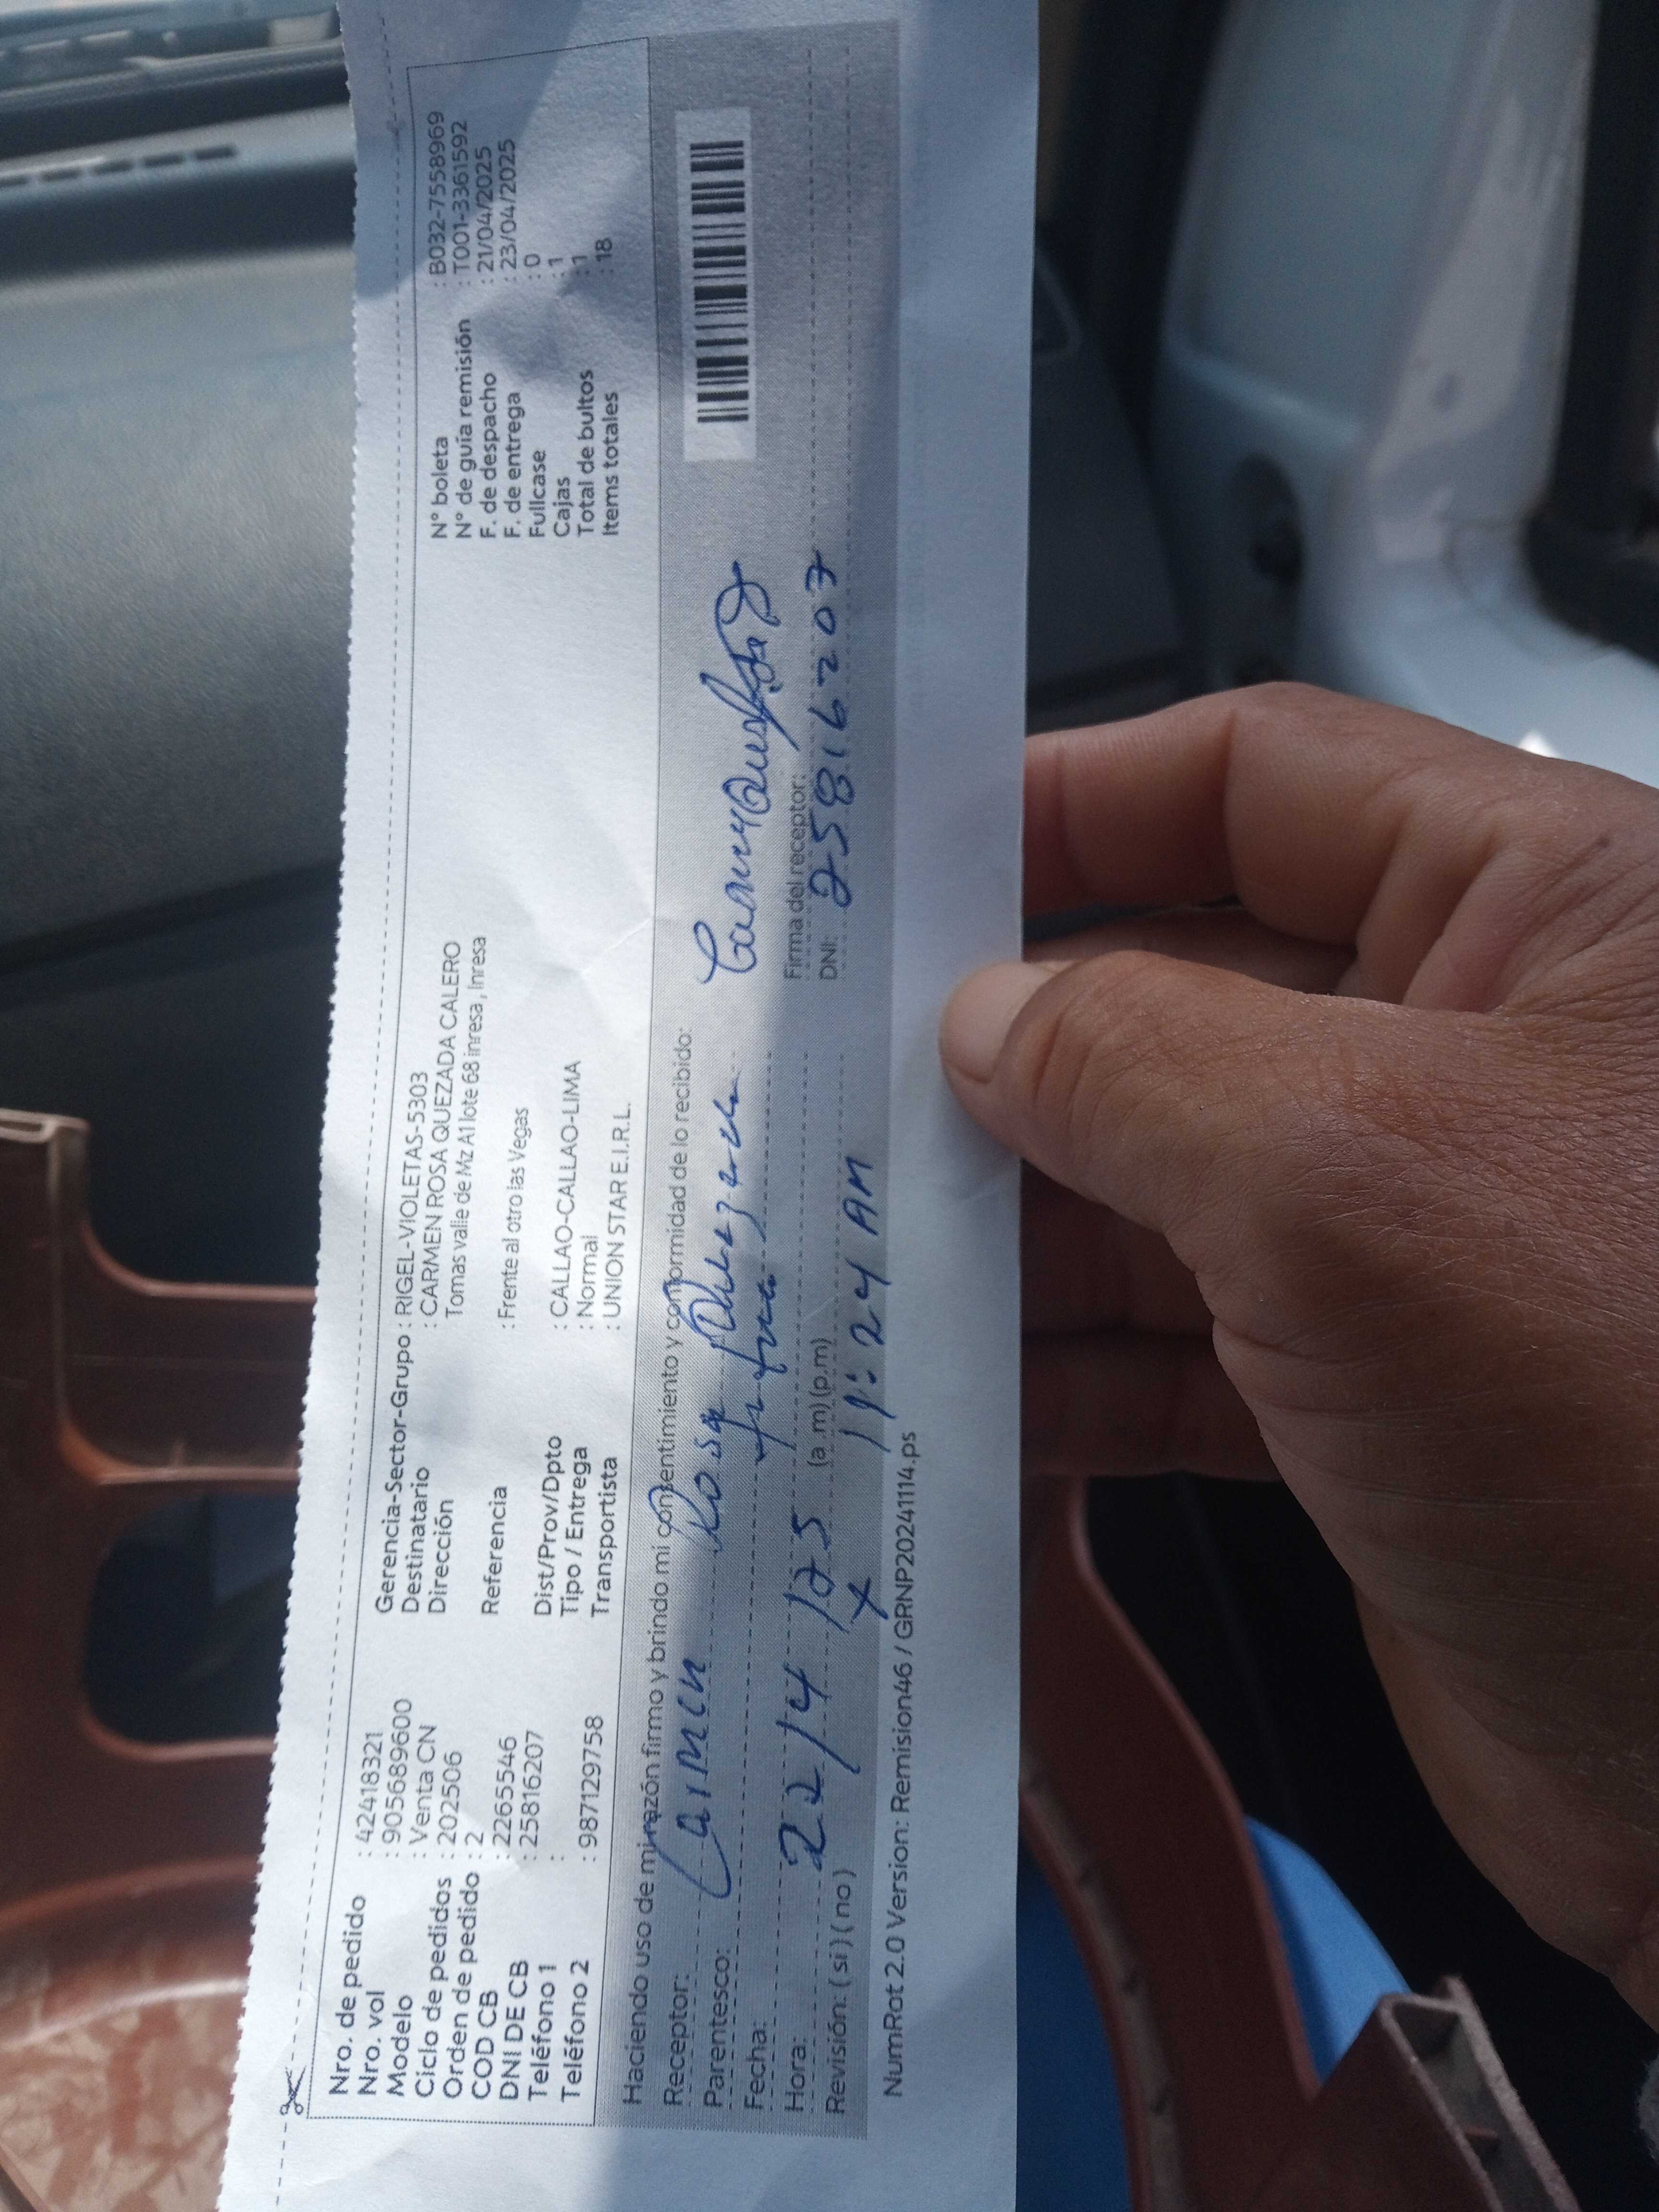 Nro. de pedido : 42418321
Nro. vol : 905689600
Modelo : Venta CN
Ciclo de pedidos : 202506
Orden de pedido : 2
COD CB : 2265546
DNI DE CB : 25816207
Teléfono 1 :
Teléfono 2 : 987129758
Gerencia-Sector-Grupo : RIGEL-VIOLETAS-5303
Destinatario : CARMEN ROSA QUEZADA CALERO
Dirección Tomas valle de Mz A1 lote 68 inresa, Inresa
Referencia : Frente al otro las Vegas
Dist/Prov/Dpto : CALLAO-CALLAO-LIMA
Tipo / Entrega : Normal
Transportista : UNION STAR E.I.R.L.
N° boleta : B032-7558969
N° de guía remisión : T001-3361592
F. de despacho : 21/04/2025
F. de entrega : 23/04/2025
Fullcase : 0
Cajas : 1
Total de bultos : 1
Items totales : 18
Haciendo uso de mi razón firmo y brindo mi consentimiento y conformidad de lo recibido:
Receptor: Carmen Rosa Quezada
Parentesco:
Fecha: 22/4/25
Hora: (a m) (p.m) 11:24 AM
Revisión: ( si ) ( no )
Firma del receptor:
DNI: 25816207
NumRot 2.0 Version: Remision46 / GRNP20241114.ps